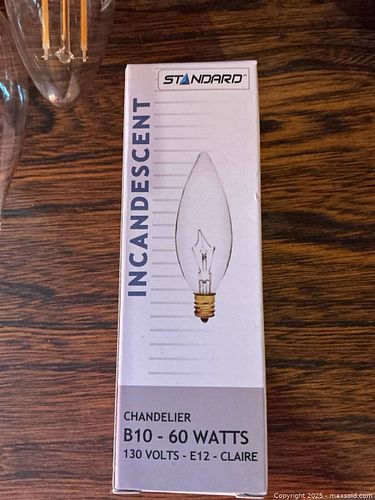 STANDARD
INCANDESCENT
CHANDELIER
B10 - 60 WATTS
130 VOLTS - E12 - CLAIRE
Copyright 2025 - maxsold.com